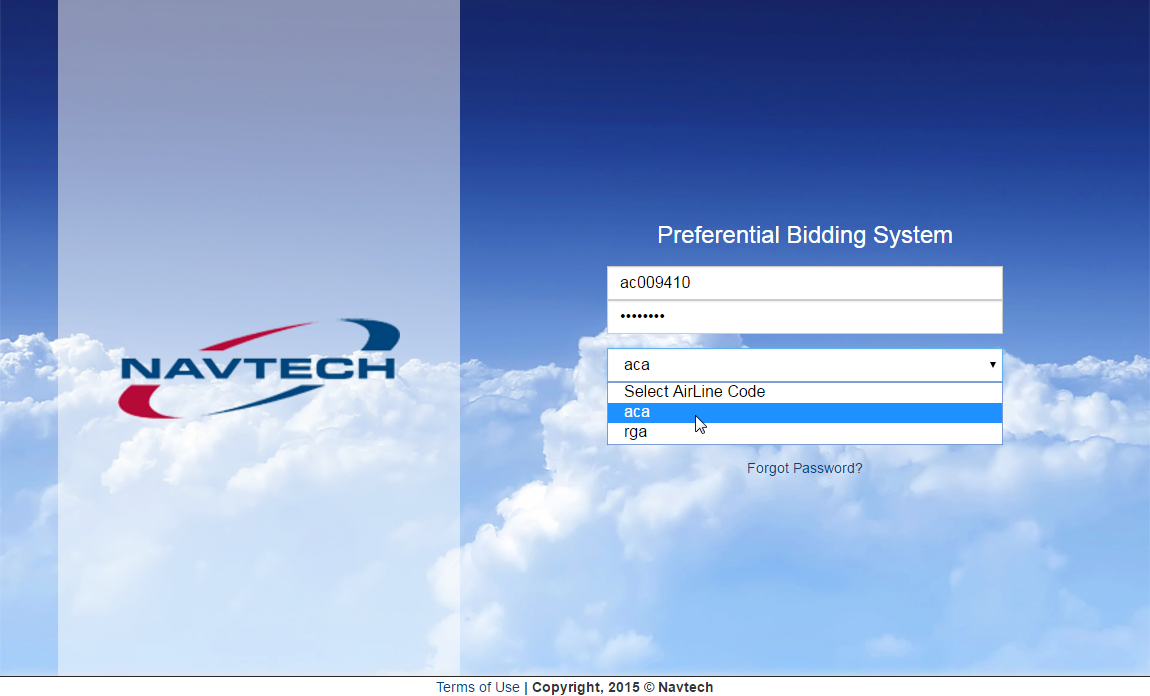 NAVTECH
Preferential Bidding System
ac009410
••••••••
aca
Select AirLine Code
aca
rga
Forgot Password?
Terms of Use | Copyright, 2015 © Navtech